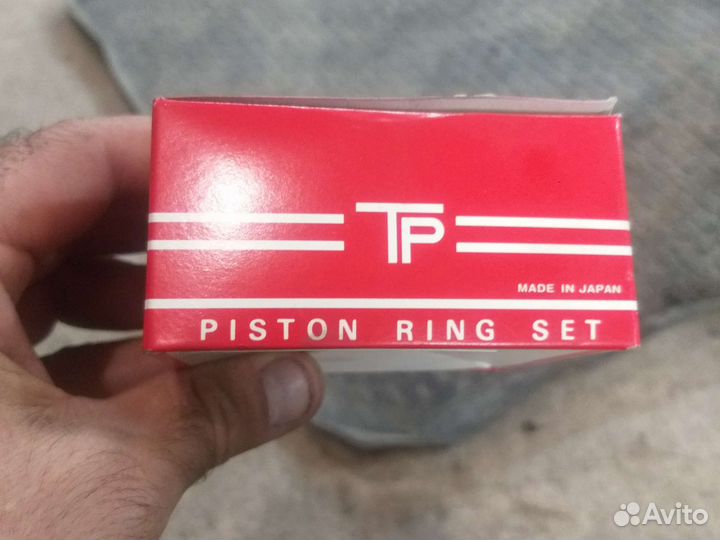 TP
MADE IN JAPAN
PISTON RING SET
Avito